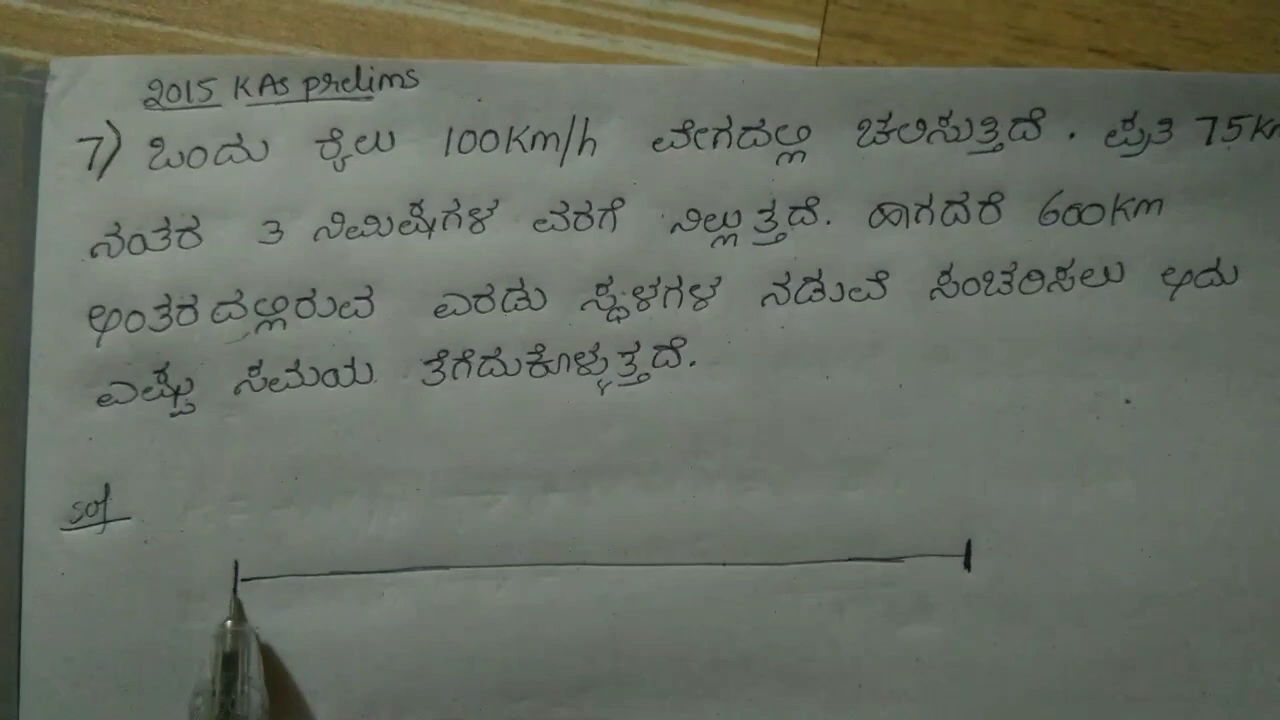 2015 KAS prelims
7) ಒಂದು ರೈಲು 100Km/h ವೇಗದಲ್ಲಿ ಚಲಿಸುತ್ತಿದೆ. ಪ್ರತಿ 75Km
ನಂತರ 3 ನಿಮಿಷಗಳ ವರಗೆ ನಿಲ್ಲುತ್ತದೆ. ಹಾಗದರೆ 600Km
ಅಂತರದಲ್ಲಿರುವ ಎರಡು ಸ್ಥಳಗಳ ನಡುವೆ ಸಂಚರಿಸಲು ಅದು
ಎಷ್ಟು ಸಮಯ ತೆಗೆದುಕೊಳ್ಳುತ್ತದೆ.
sol